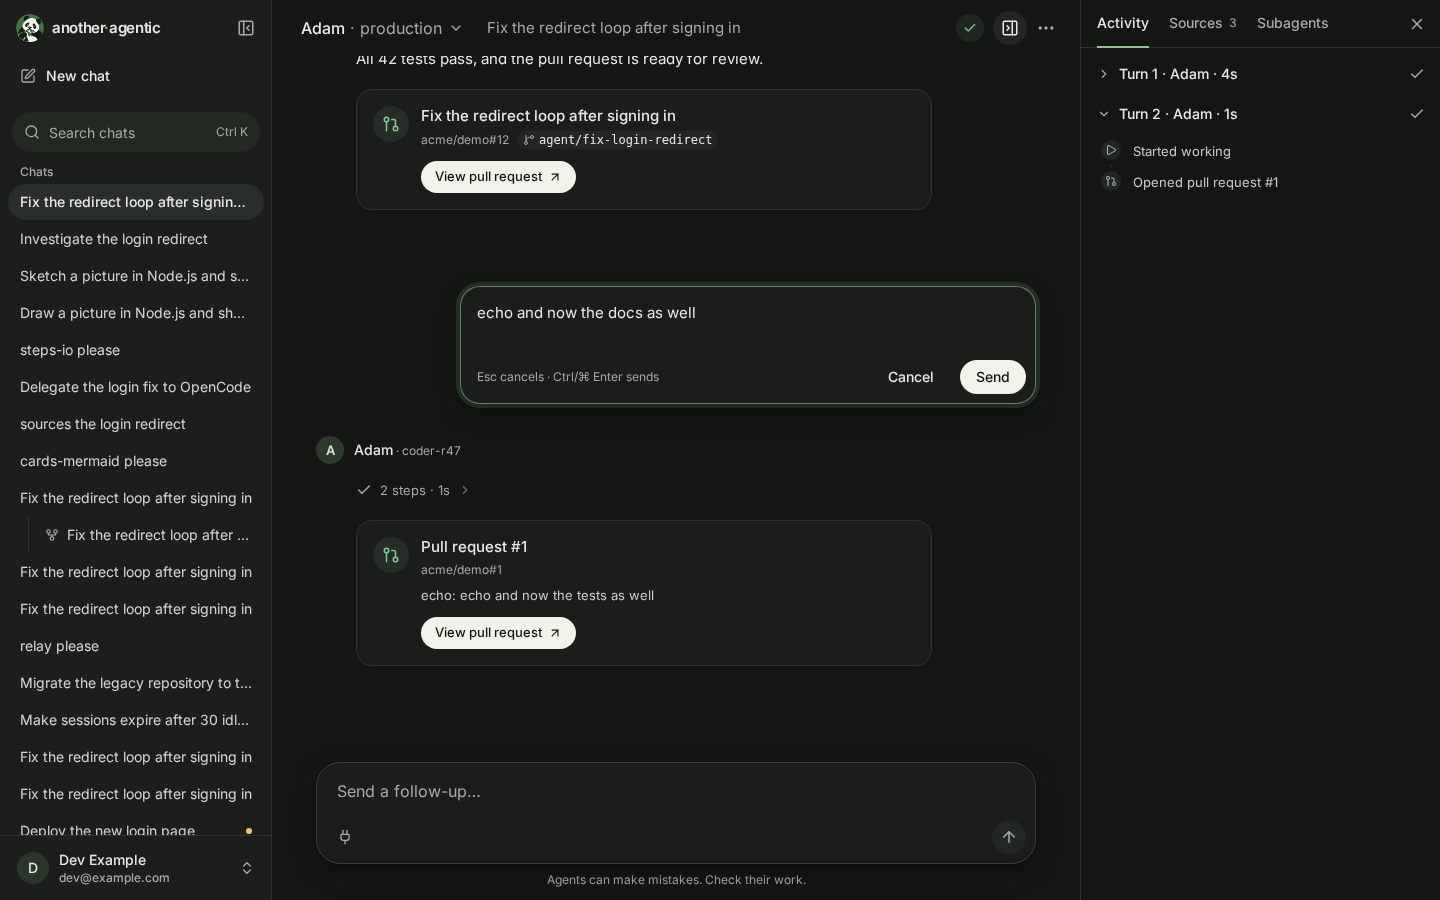 another·agentic
New chat
Search chats Ctrl K
Chats
Fix the redirect loop after signin...
Investigate the login redirect
Sketch a picture in Node.js and s...
Draw a picture in Node.js and sh...
steps-io please
Delegate the login fix to OpenCode
sources the login redirect
cards-mermaid please
Fix the redirect loop after signing in
Fix the redirect loop after ...
Fix the redirect loop after signing in
Fix the redirect loop after signing in
relay please
Migrate the legacy repository to t...
Make sessions expire after 30 idl...
Fix the redirect loop after signing in
Fix the redirect loop after signing in
Deploy the new login page
D
Dev Example
dev@example.com
Adam · production
Fix the redirect loop after signing in
All 42 tests pass, and the pull request is ready for review.
Fix the redirect loop after signing in
acme/demo#12 agent/fix-login-redirect
View pull request
echo and now the docs as well
Esc cancels · Ctrl/⌘ Enter sends Cancel Send
A Adam · coder-r47
2 steps · 1s
Pull request #1
acme/demo#1
echo: echo and now the tests as well
View pull request
Send a follow-up...
Agents can make mistakes. Check their work.
Activity Sources 3 Subagents
Turn 1 · Adam · 4s
Turn 2 · Adam · 1s
Started working
Opened pull request #1